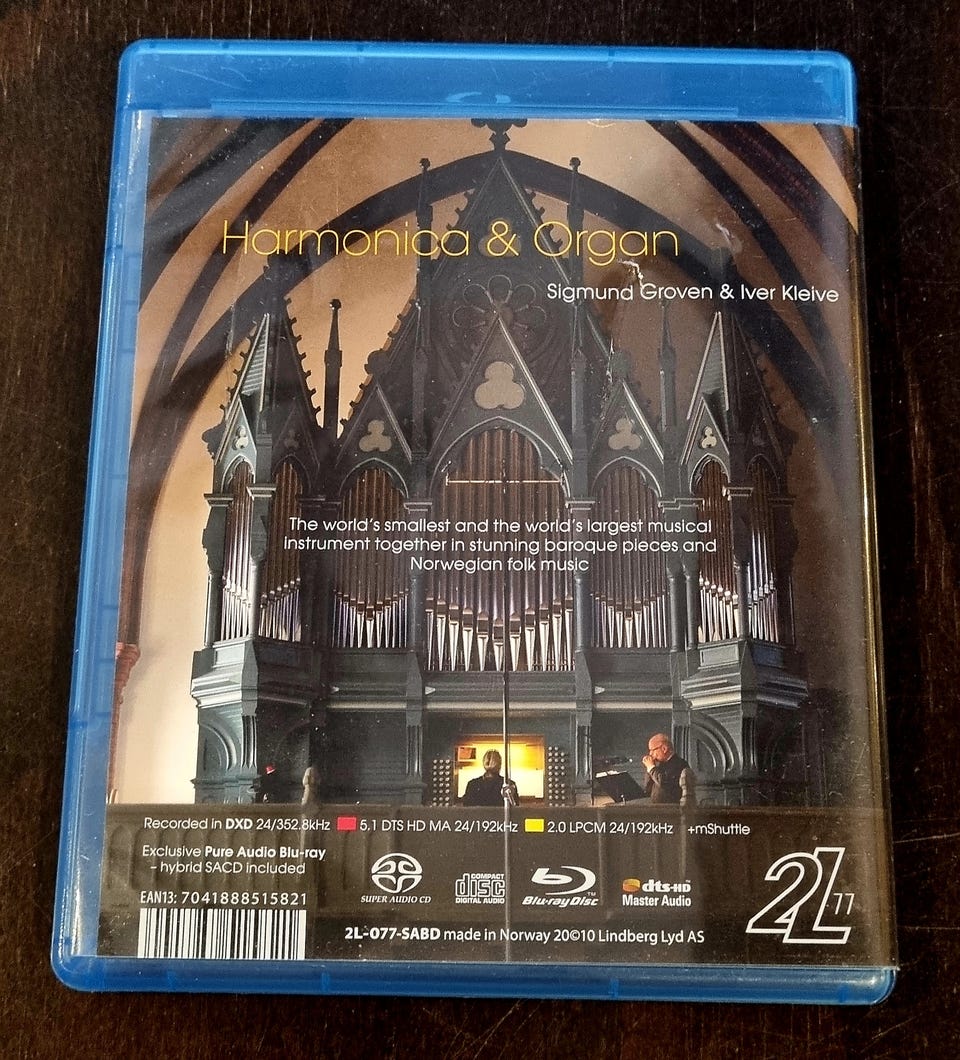 Harmonica & Organ
Sigmund Groven & Iver Kleive
The world's smallest and the world's largest musical
instrument together in stunning baroque pieces and
Norwegian folk music
Recorded in DXD 24/352.8kHz 5.1 DTS HD MA 24/192kHz 2.0 LPCM 24/192kHz +mShuttle
Exclusive Pure Audio Blu-ray
– hybrid SACD included
EAN13: 7041888515821
SUPER AUDIO CD
COMPACT disc DIGITAL AUDIO
Blu-ray Disc™
dts-HD™
Master Audio
2L 77
2L-077-SABD made in Norway 20©10 Lindberg Lyd AS